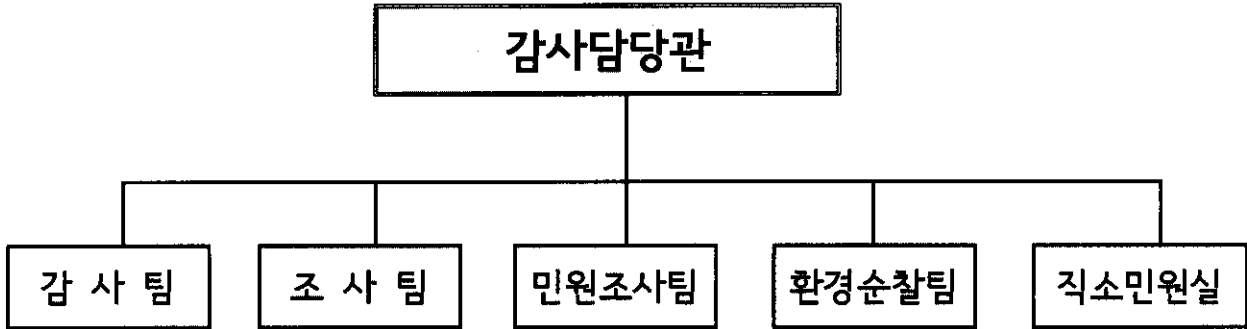 감사담당관
감 사 팀
조 사 팀
민원조사팀
환경순찰팀
직소민원실